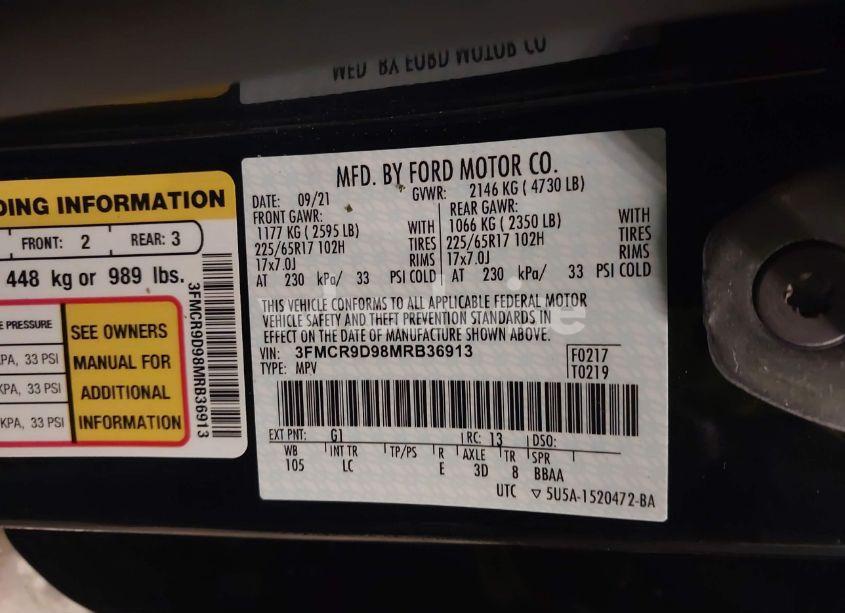 MFD. BY FORD MOTOR CO.
DING INFORMATION
FRONT: 2 REAR: 3
448 kg or 989 lbs.
E PRESSURE
KPA, 33 PSI
KPA, 33 PSI
KPA, 33 PSI
SEE OWNERS
MANUAL FOR
ADDITIONAL
INFORMATION
3FMCR9D98MRB36913
MFD. BY FORD MOTOR CO.
DATE: 09/21 GVWR: 2146 KG ( 4730 LB)
FRONT GAWR: REAR GAWR:
1177 KG ( 2595 LB) WITH 1066 KG ( 2350 LB) WITH
225/65R17 102H TIRES 225/65R17 102H TIRES
17x7.0J RIMS 17x7.0J RIMS
AT 230 kPa/ 33 PSI COLD AT 230 kPa/ 33 PSI COLD
THIS VEHICLE CONFORMS TO ALL APPLICABLE FEDERAL MOTOR
VEHICLE SAFETY AND THEFT PREVENTION STANDARDS IN
EFFECT ON THE DATE OF MANUFACTURE SHOWN ABOVE.
VIN: 3FMCR9D98MRB36913 F0217
TYPE: MPV T0219
EXT PNT: G1 RC: 13 DSO:
WB INT TR TP/PS R AXLE TR SPR
105 LC E 3D 8 BBAA
UTC ▽ 5U5A-1520472-BA